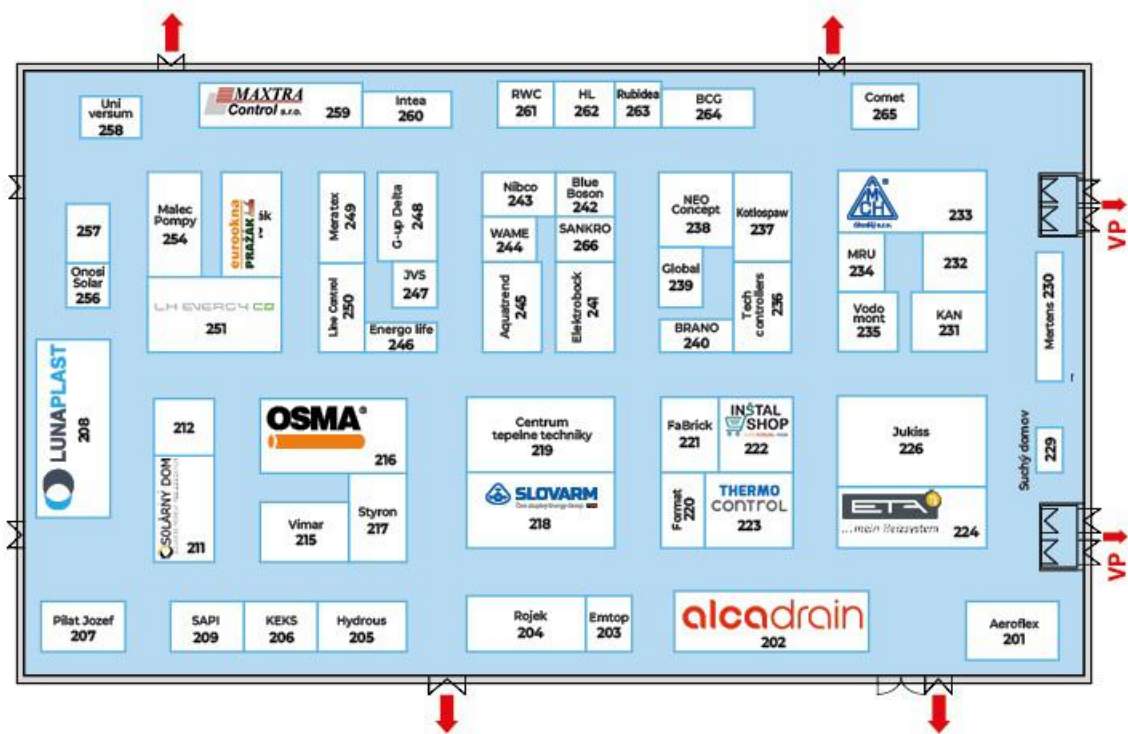 Uni
versum
258
MAXTRA
Control s.r.o.
259
Intea
260
RWC
261
HL
262
Rubidea
263
BCG
264
Comet
265
257
Onosi
Solar
256
Malec
Pompy
254
eurookna
PRAŽÁK
LH ENERGY CO
251
Meratex
249
G-up Delta
248
Line Control
250
JVS
247
Energo life
246
Nibco
243
Blue
Boson
242
WAME
244
SANKRO
266
Aquatrend
245
Elektrobock
241
NEO
Concept
238
Kotlospaw
237
Global
239
BRANO
240
Tech
controllers
236
AMCH
233
MRU
234
232
Vodo
mont
235
KAN
231
VP
Mertens 230
LUNAPLAST
208
212
SOLÁRNY DOM
211
OSMA®
216
Vimar
215
Styron
217
Centrum
tepelne techniky
219
SLOVARM
218
FaBrick
221
INŠTAL
SHOP
222
Format
220
THERMO
CONTROL
223
Jukiss
226
ETA
...mein Heizsystem
224
Suchý domov
229
VP
Pilat Jozef
207
SAPI
209
KEKS
206
Hydrous
205
Rojek
204
Emtop
203
alcadrain
202
Aeroflex
201